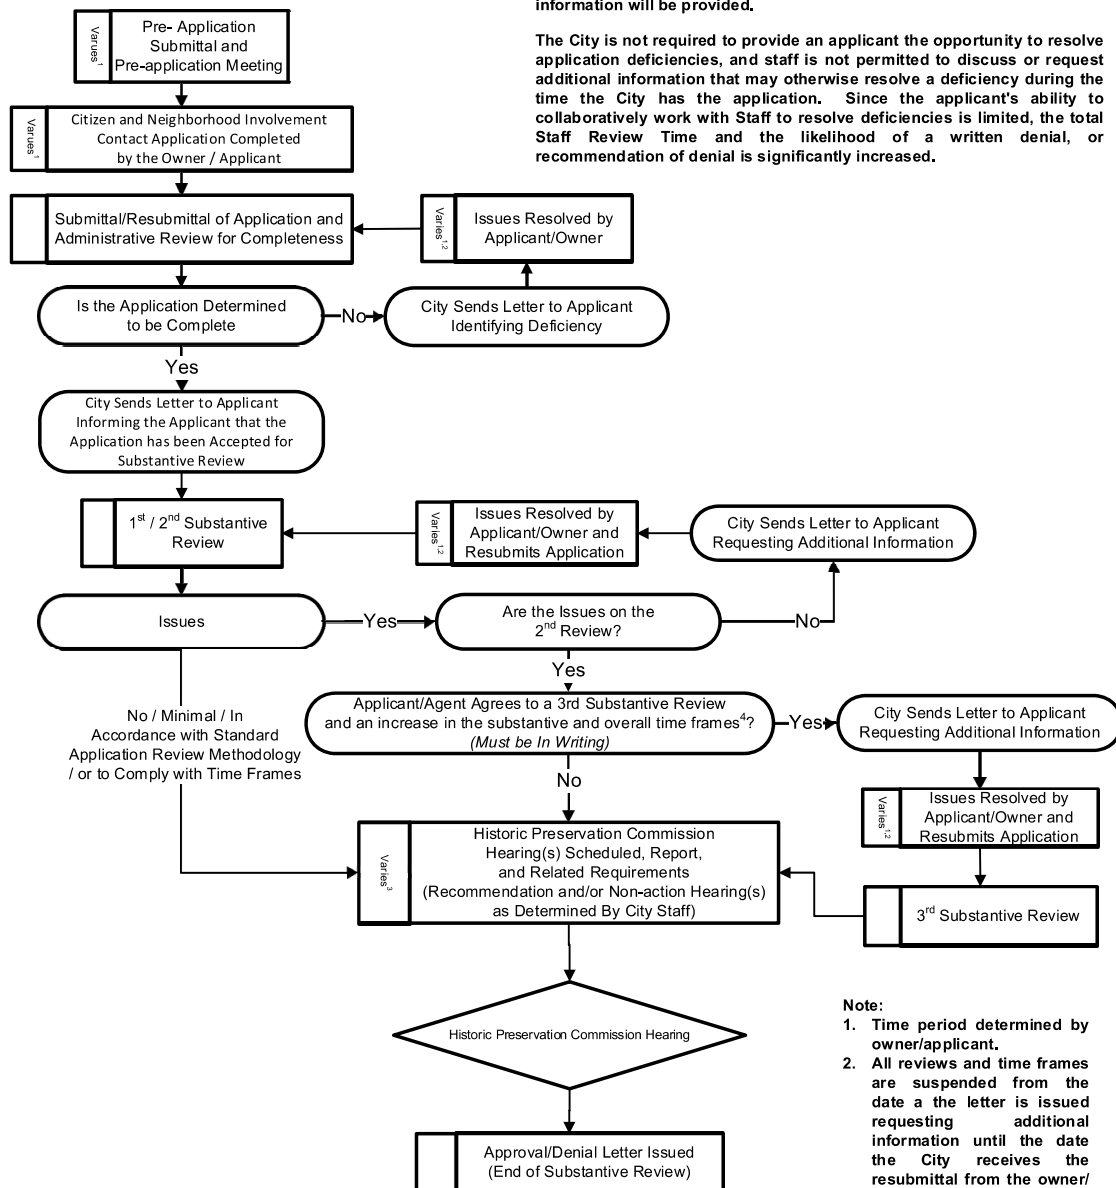 information will be provided.
The City is not required to provide an applicant the opportunity to resolve
application deficiencies, and staff is not permitted to discuss or request
additional information that may otherwise resolve a deficiency during the
time the City has the application. Since the applicant's ability to
collaboratively work with Staff to resolve deficiencies is limited, the total
Staff Review Time and the likelihood of a written denial, or
recommendation of denial is significantly increased.
Varues1
Pre- Application
Submittal and
Pre-application Meeting
Varues1
Citizen and Neighborhood Involvement
Contact Application Completed
by the Owner / Applicant
Submittal/Resubmittal of Application and
Administrative Review for Completeness
Varies1,2
Issues Resolved by
Applicant/Owner
Is the Application Determined
to be Complete
No
City Sends Letter to Applicant
Identifying Deficiency
Yes
City Sends Letter to Applicant
Informing the Applicant that the
Application has been Accepted for
Substantive Review
1st / 2nd Substantive
Review
Varies1,2
Issues Resolved by
Applicant/Owner and
Resubmits Application
City Sends Letter to Applicant
Requesting Additional Information
Issues
Yes
Are the Issues on the
2nd Review?
No
Yes
No / Minimal / In
Accordance with Standard
Application Review Methodology
/ or to Comply with Time Frames
Applicant/Agent Agrees to a 3rd Substantive Review
and an increase in the substantive and overall time frames4?
(Must be In Writing)
Yes
City Sends Letter to Applicant
Requesting Additional Information
No
Varies1,2
Issues Resolved by
Applicant/Owner and
Resubmits Application
Varies3
Historic Preservation Commission
Hearing(s) Scheduled, Report,
and Related Requirements
(Recommendation and/or Non-action Hearing(s)
as Determined By City Staff)
3rd Substantive Review
Historic Preservation Commission Hearing
Approval/Denial Letter Issued
(End of Substantive Review)
Note:
1. Time period determined by
owner/applicant.
2. All reviews and time frames
are suspended from the
date a the letter is issued
requesting additional
information until the date
the City receives the
resubmittal from the owner/